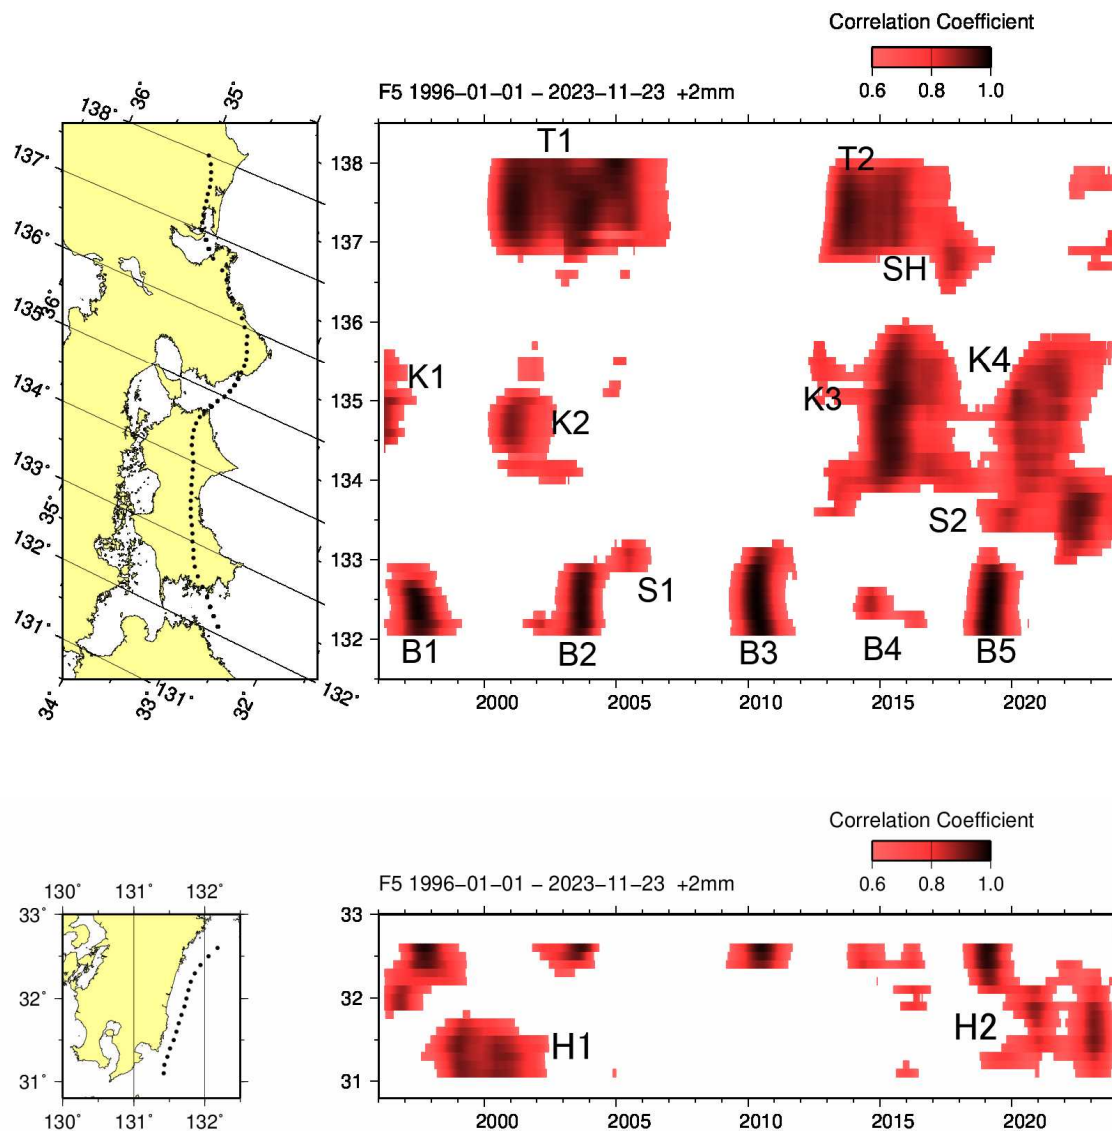 Correlation Coefficient
0.6 0.8 1.0
F5 1996−01−01 − 2023−11−23 +2mm
138˚ 36˚ 35˚
137˚
136˚
36˚
135˚
134˚
133˚
35˚
132˚
131˚
34˚ 131˚ 33˚ 32˚ 132˚
138
137
136
135
134
133
132
T1
T2
SH
K1
K2
K3
K4
S2
S1
B1 B2 B3 B4 B5
2000 2005 2010 2015 2020
Correlation Coefficient
0.6 0.8 1.0
F5 1996−01−01 − 2023−11−23 +2mm
130˚ 131˚ 132˚
33˚
32˚
31˚
130˚ 131˚ 132˚
33
32
31
H1
H2
2000 2005 2010 2015 2020